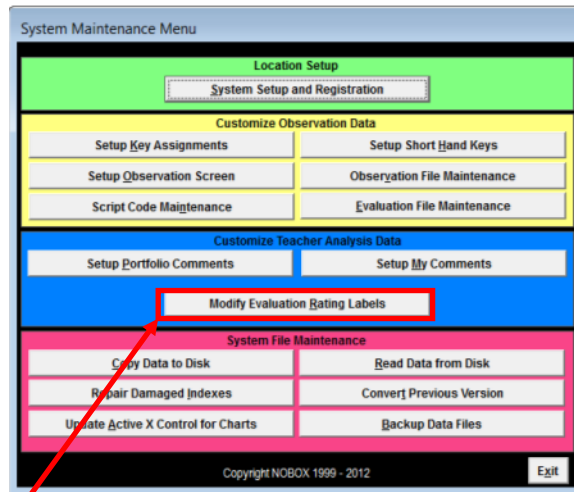 System Maintenance Menu
Location Setup
System Setup and Registration
Customize Observation Data
Setup Key Assignments Setup Short Hand Keys
Setup Observation Screen Observation File Maintenance
Script Code Maintenance Evaluation File Maintenance
Customize Teacher Analysis Data
Setup Portfolio Comments Setup My Comments
Modify Evaluation Rating Labels
System File Maintenance
Copy Data to Disk Read Data from Disk
Repair Damaged Indexes Convert Previous Version
Update Active X Control for Charts Backup Data Files
Copyright NOBOX 1999 - 2012 Exit